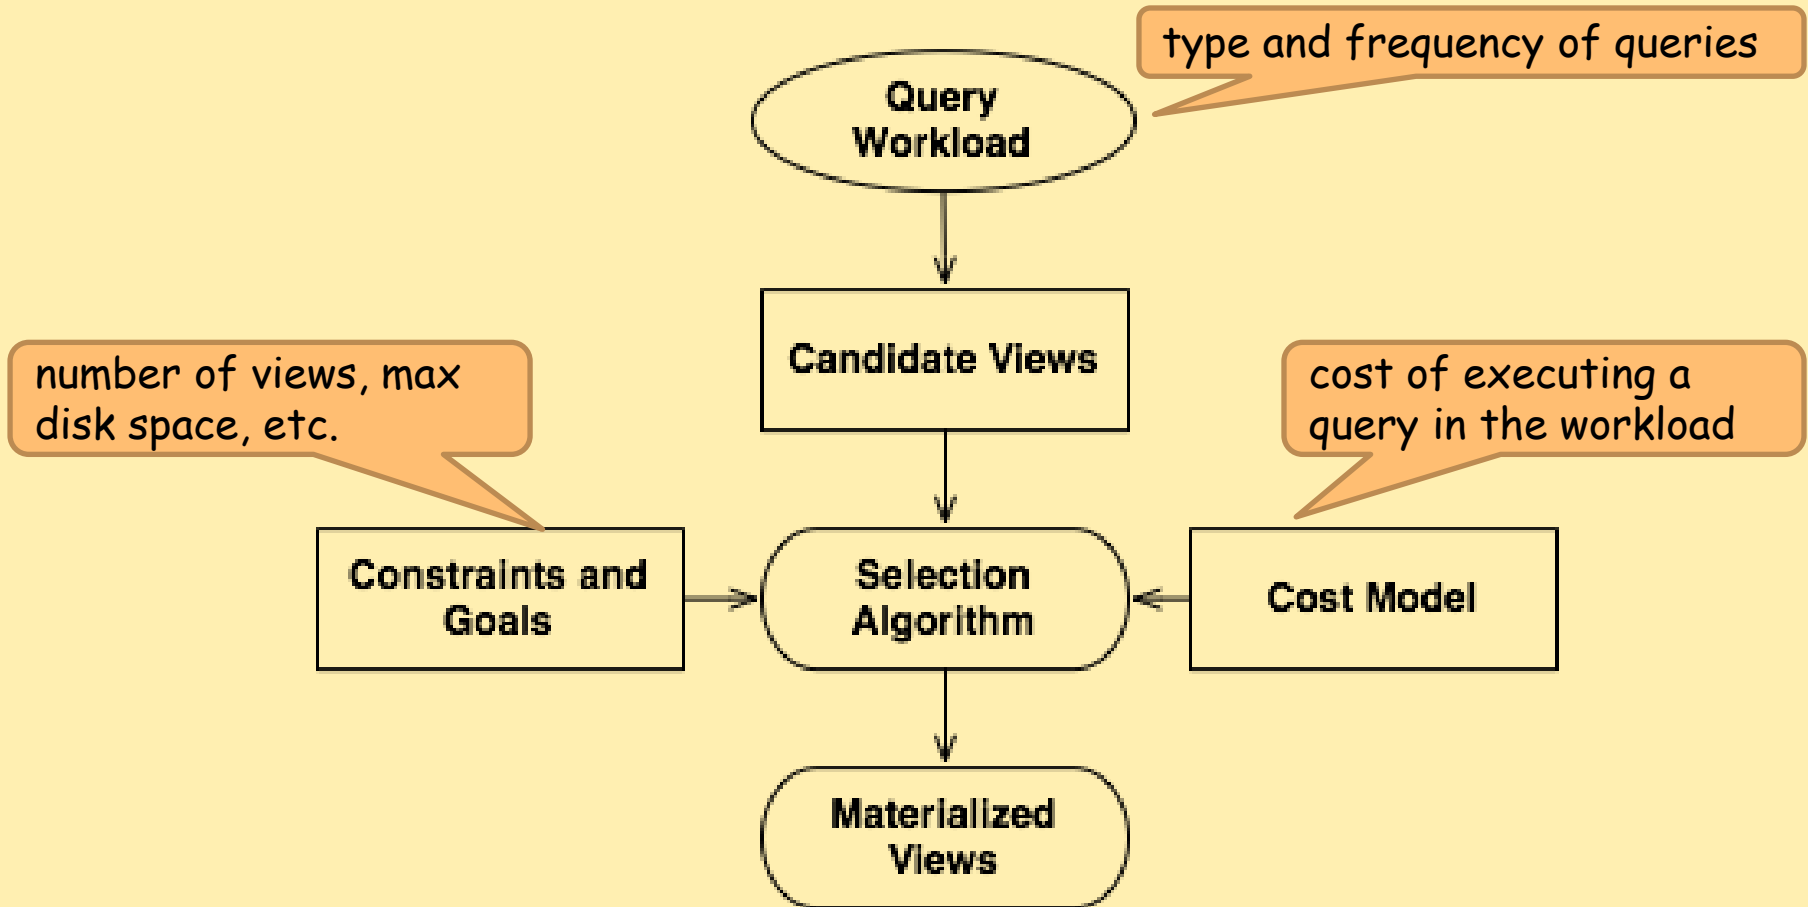 type and frequency of queries
Query
Workload
Candidate Views
number of views, max
disk space, etc.
cost of executing a
query in the workload
Constraints and
Goals
Selection
Algorithm
Cost Model
Materialized
Views